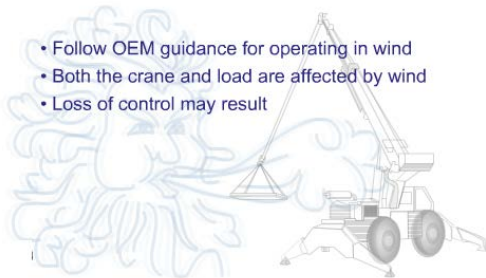 • Follow OEM guidance for operating in wind
• Both the crane and load are affected by wind
• Loss of control may result